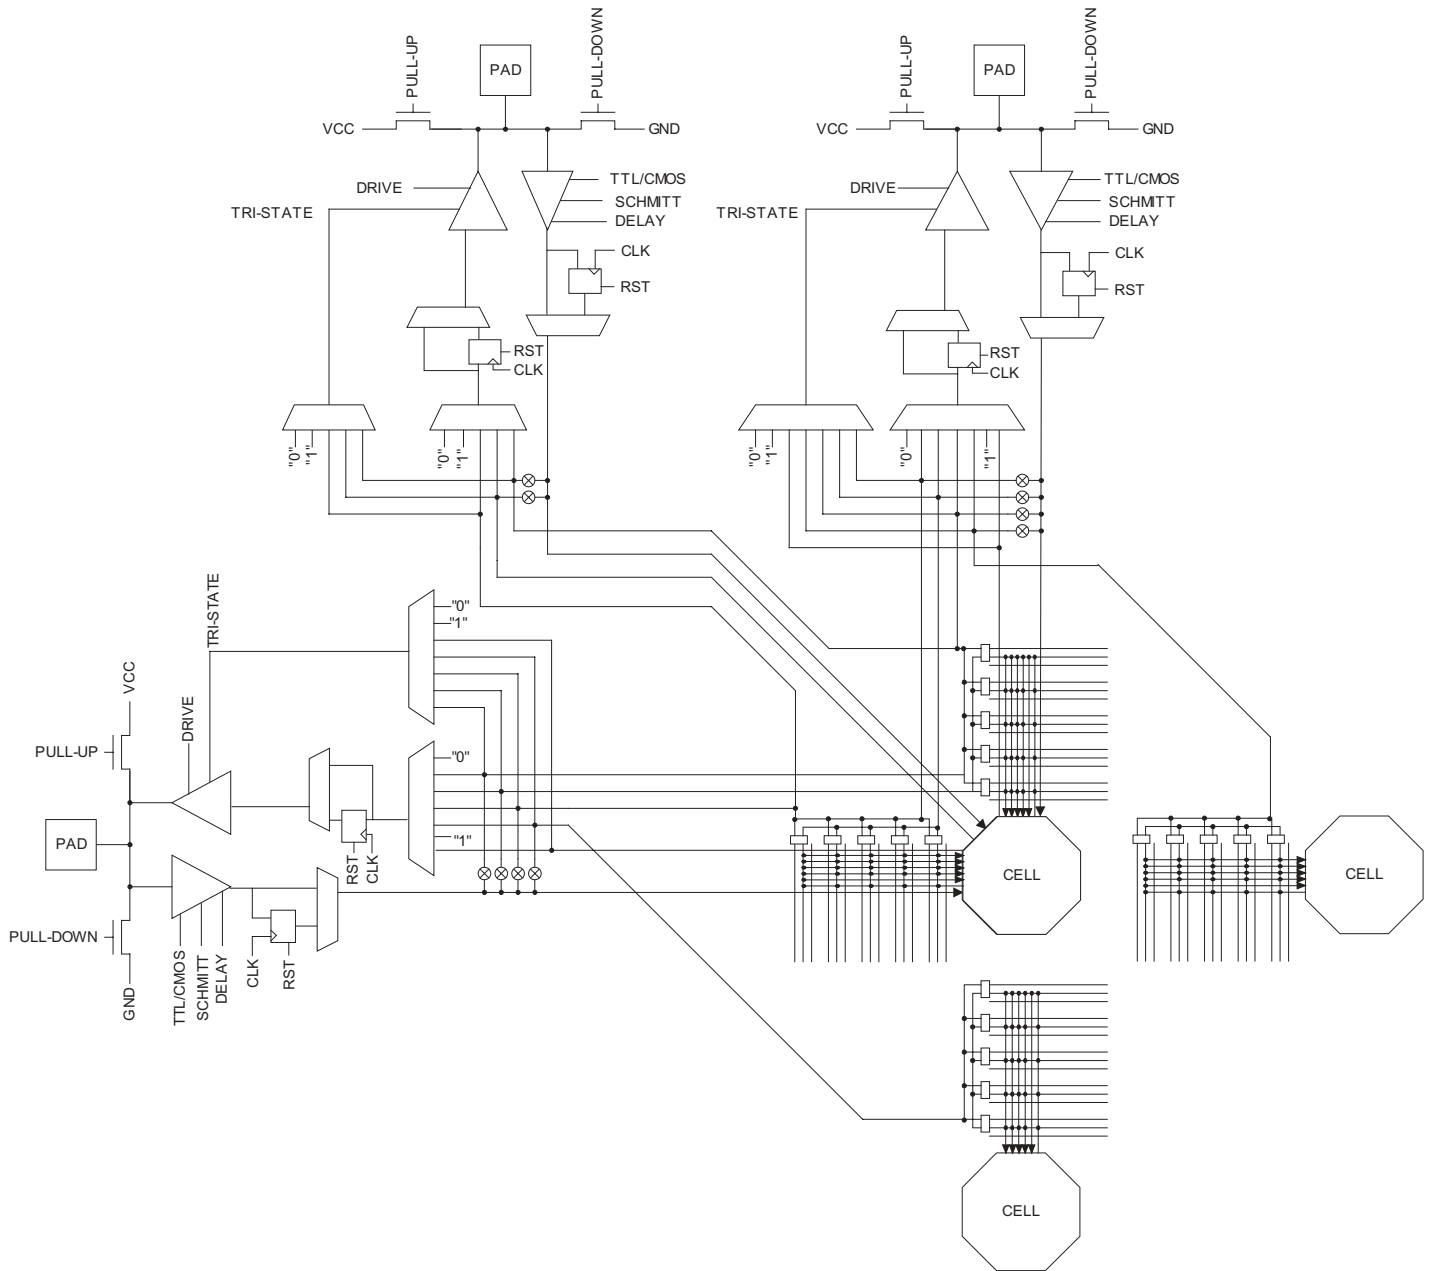 PULL-UP
PAD
PULL-DOWN
VCC
GND
DRIVE
TRI-STATE
TTL/CMOS
SCHMITT
DELAY
CLK
RST
RST
CLK
"0"
"1"
"0"
"1"
PULL-UP
PAD
PULL-DOWN
VCC
GND
DRIVE
TRI-STATE
TTL/CMOS
SCHMITT
DELAY
CLK
RST
RST
CLK
"0"
"1"
"0"
"1"
TRI-STATE
"0"
"1"
VCC
DRIVE
PULL-UP
"0"
"1"
PAD
RST
CLK
PULL-DOWN
GND
TTL/CMOS
SCHMITT
DELAY
CLK
RST
CELL
CELL
CELL